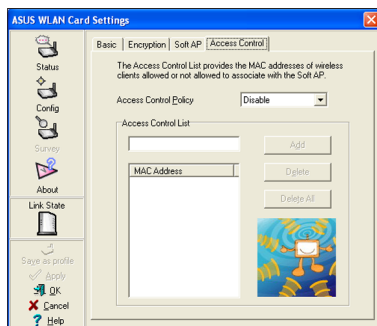 ASUS WLAN Card Settings
Status
Config
Survey
About
Link State
Save as profile
Apply
OK
Cancel
Help
Basic
Encryption
Soft AP
Access Control
The Access Control List provides the MAC addresses of wireless
clients allowed or not allowed to associate with the Soft AP.
Access Control Policy
Disable
Access Control List
Add
MAC Address
Delete
Delete All